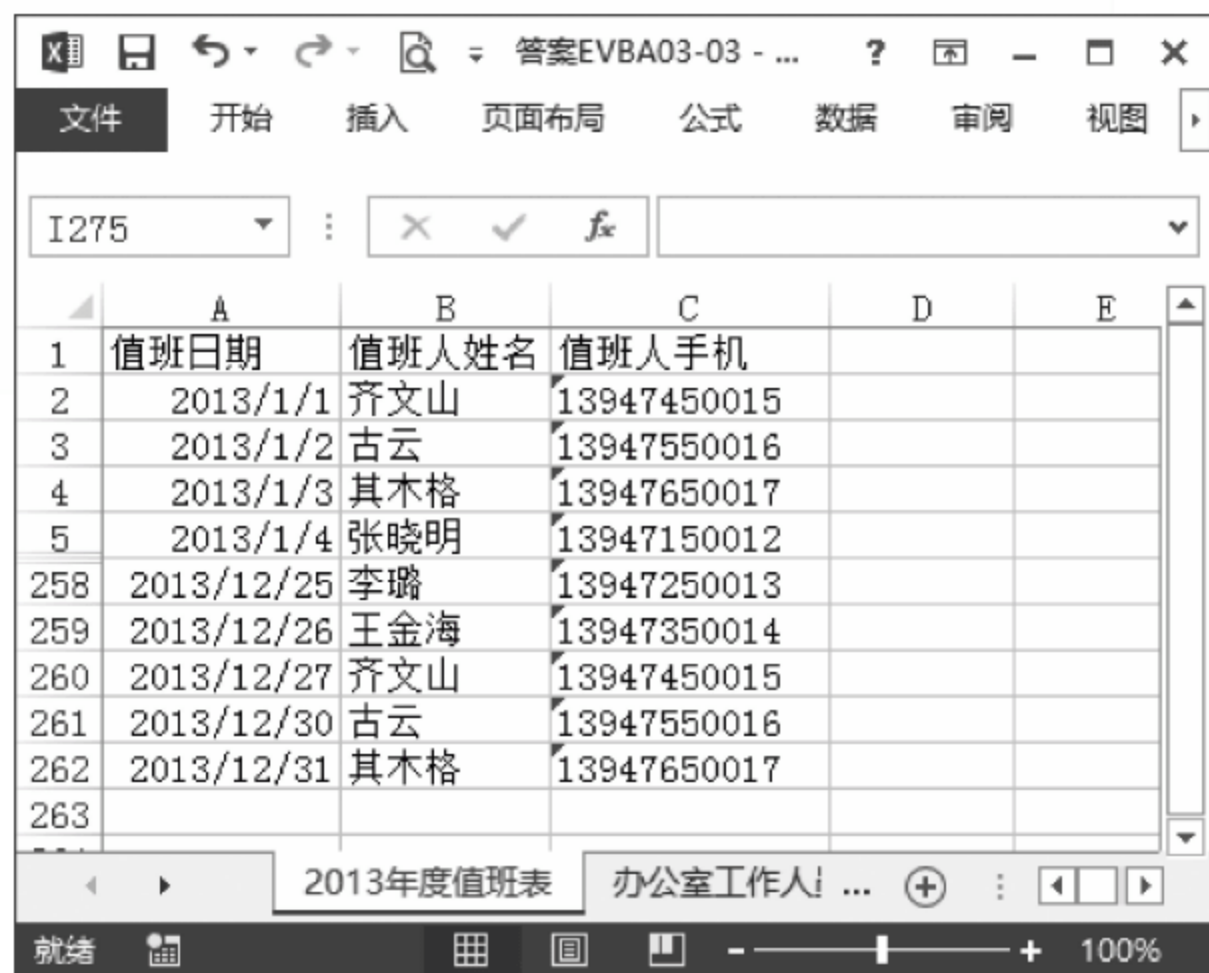 答案EVBA03-03 - ... ?
文件 开始 插入 页面布局 公式 数据 审阅 视图
I275 fx
A B C D E
1 值班日期 值班人姓名 值班人手机
2 2013/1/1 齐文山 13947450015
3 2013/1/2 古云 13947550016
4 2013/1/3 其木格 13947650017
5 2013/1/4 张晓明 13947150012
258 2013/12/25 李璐 13947250013
259 2013/12/26 王金海 13947350014
260 2013/12/27 齐文山 13947450015
261 2013/12/30 古云 13947550016
262 2013/12/31 其木格 13947650017
263
2013年度值班表 办公室工作人 ...
就绪 100%